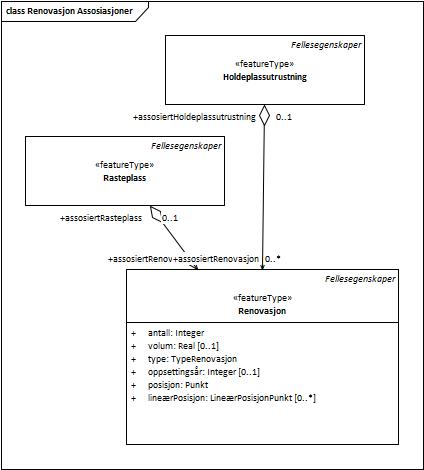 class Renovasjon Assosiasjoner
Fellesegenskaper
«featureType»
Holdeplassutrustning
+assosiertHoldeplassutrustning 0..1
Fellesegenskaper
«featureType»
Rasteplass
+assosiertRasteplass 0..1
+assosiertRenov+assosiertRenovasjon 0..*
Fellesegenskaper
«featureType»
Renovasjon
+ antall: Integer
+ volum: Real [0..1]
+ type: TypeRenovasjon
+ oppsettingsår: Integer [0..1]
+ posisjon: Punkt
+ lineærPosisjon: LineærPosisjonPunkt [0..*]